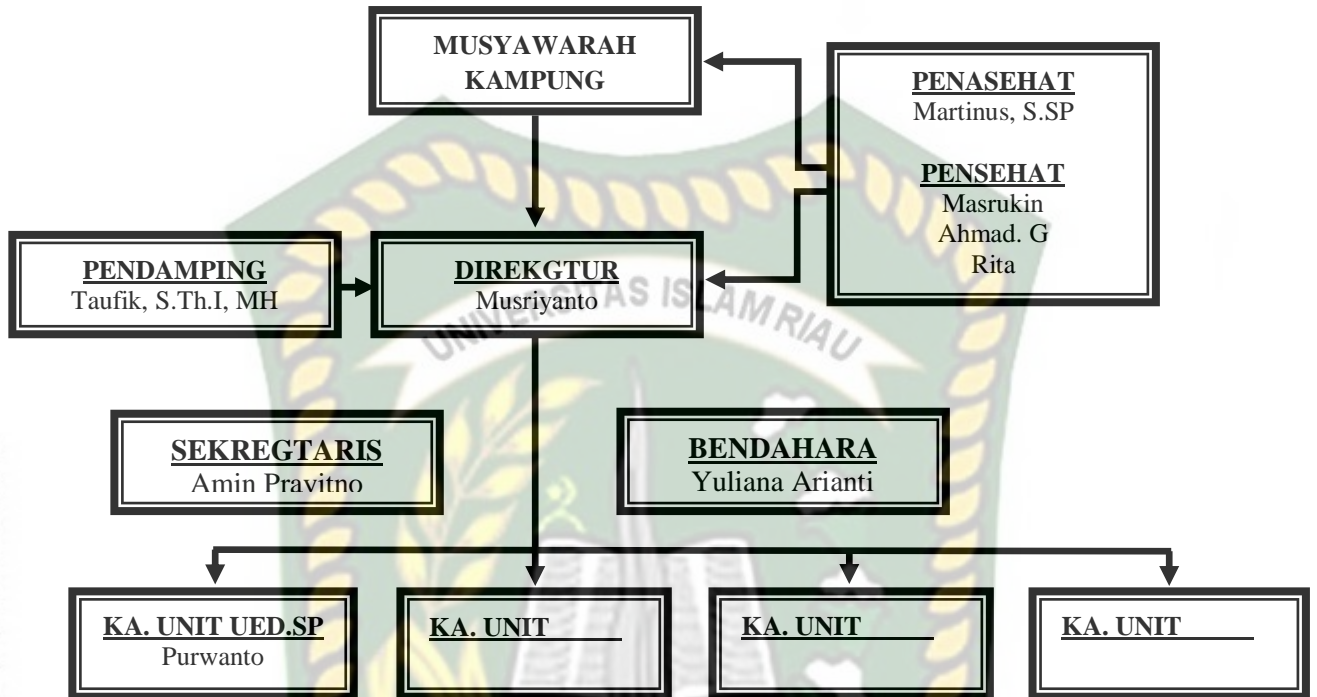 MUSYAWARAH
KAMPUNG
PENASEHAT
Martinus, S.SP
PENSEHAT
Masrukin
Ahmad. G
Rita
PENDAMPING
Taufik, S.Th.I, MH
DIREKGTUR
Musriyanto
UNIVERSITAS ISLAM RIAU
SEKREGTARIS
Amin Pravitno
BENDAHARA
Yuliana Arianti
KA. UNIT UED.SP
Purwanto
KA. UNIT
KA. UNIT
KA. UNIT